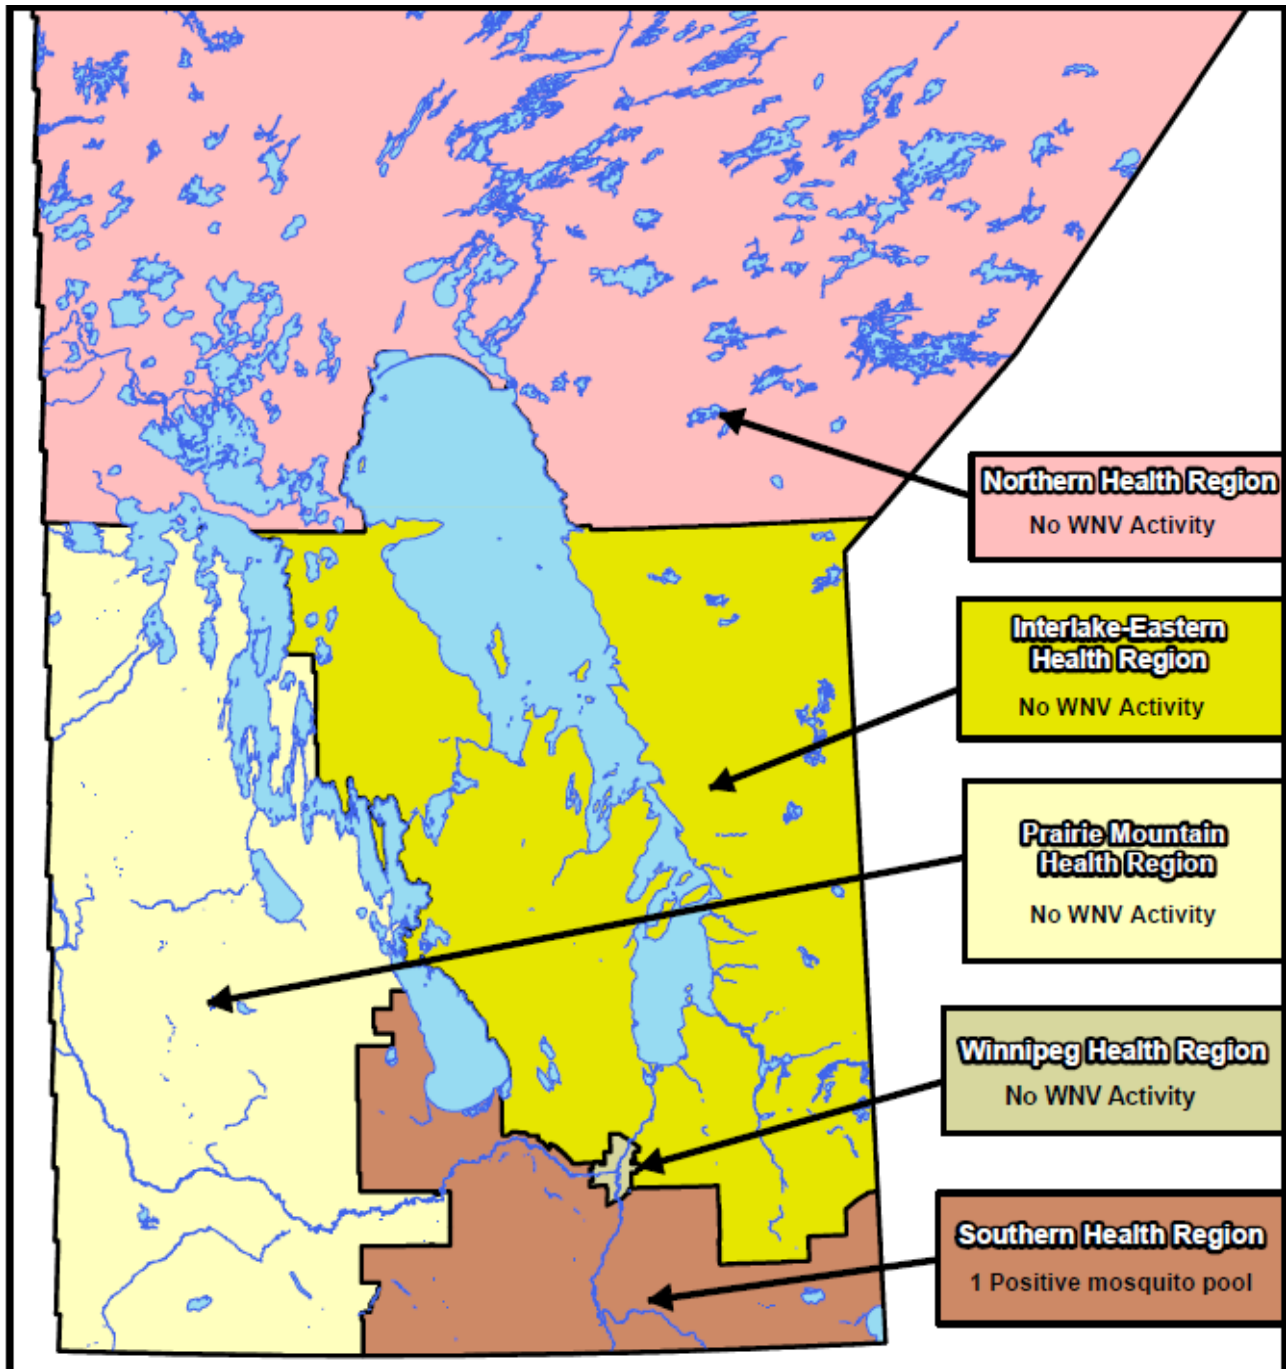 Northern Health Region
No WNV Activity
Interlake-Eastern
Health Region
No WNV Activity
Prairie Mountain
Health Region
No WNV Activity
Winnipeg Health Region
No WNV Activity
Southern Health Region
1 Positive mosquito pool